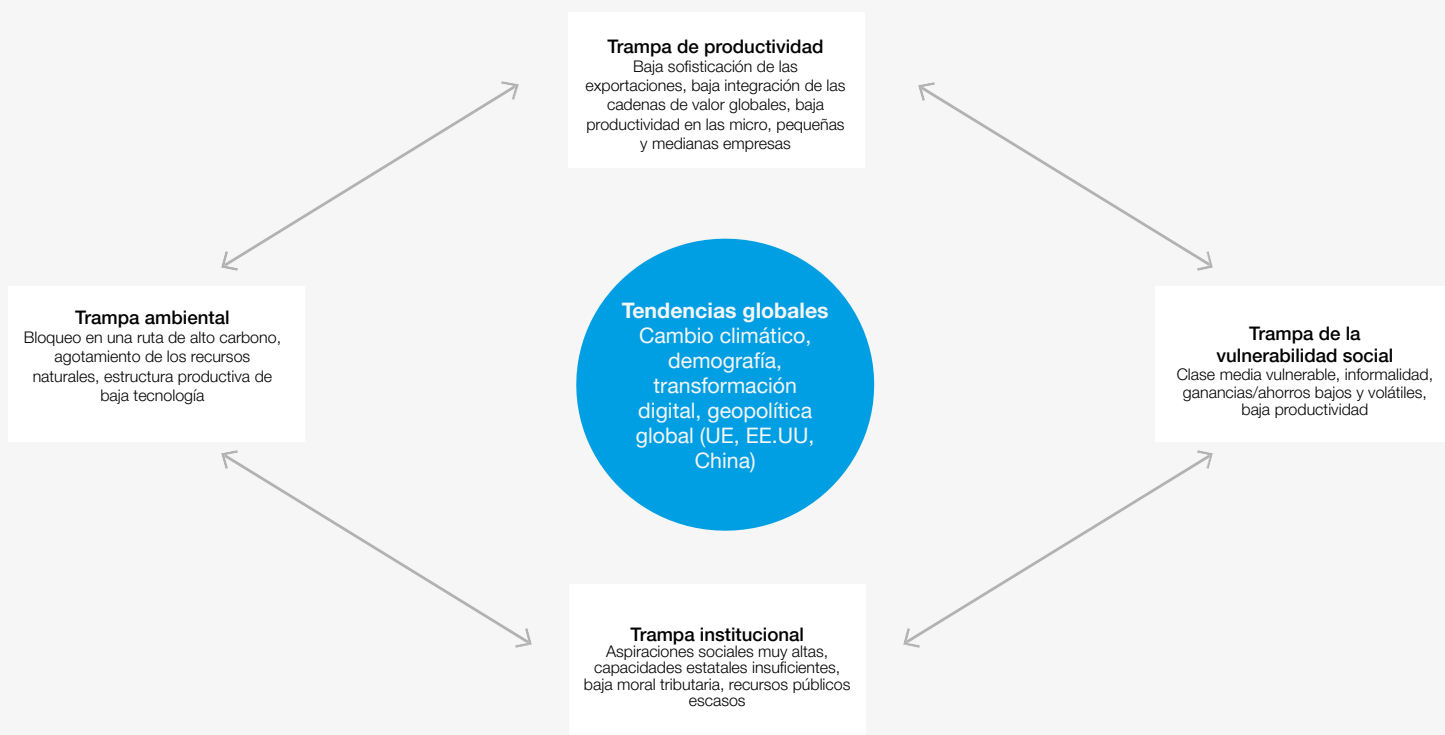 Trampa de productividad
Baja sofisticación de las
exportaciones, baja integración de las
cadenas de valor globales, baja
productividad en las micro, pequeñas
y medianas empresas
Trampa ambiental
Bloqueo en una ruta de alto carbono,
agotamiento de los recursos
naturales, estructura productiva de
baja tecnología
Tendencias globales
Cambio climático,
demografía,
transformación
digital, geopolítica
global (UE, EE.UU,
China)
Trampa de la
vulnerabilidad social
Clase media vulnerable, informalidad,
ganancias/ahorros bajos y volátiles,
baja productividad
Trampa institucional
Aspiraciones sociales muy altas,
capacidades estatales insuficientes,
baja moral tributaria, recursos públicos
escasos